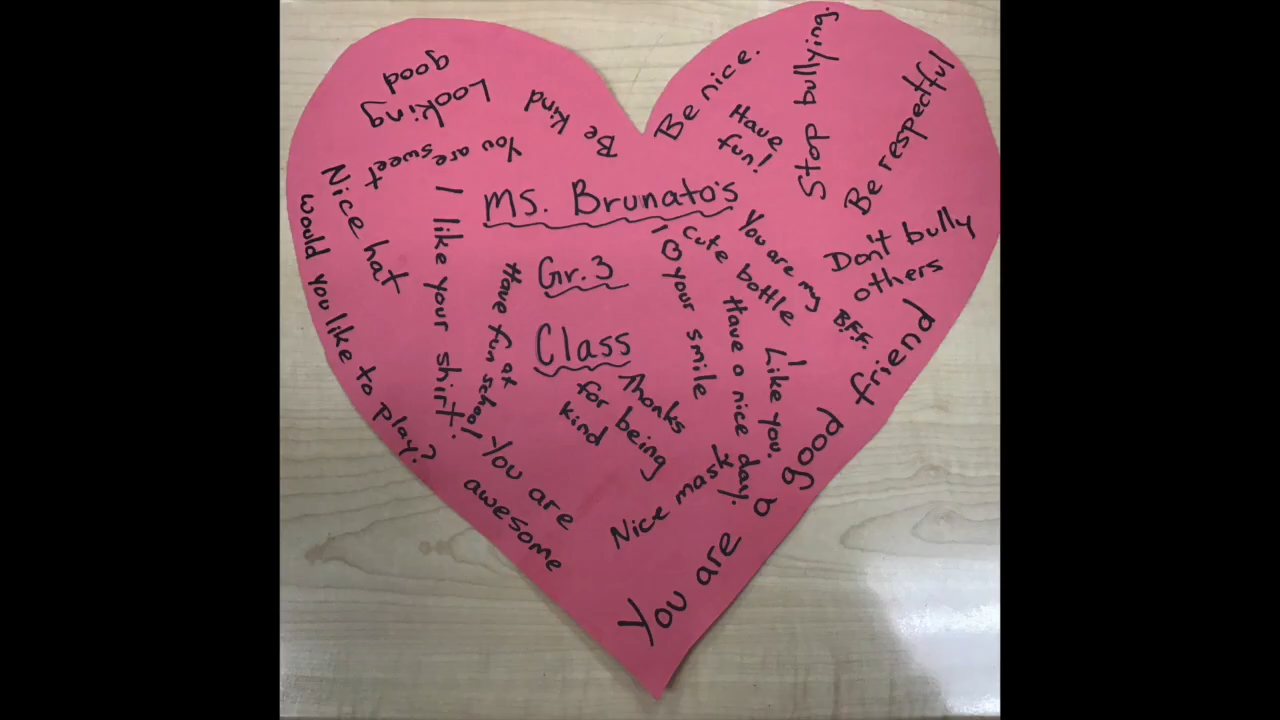 Ms. Brunato's
Gr. 3
Class
Looking
good
Be Kind
You are
sweet
Be nice.
Have
fun!
Stop bullying.
Be respectful
Don't bully
others
You are my BFF.
cute bottle
I ♡ your smile
Have a nice day.
I Like you.
You are a good friend
Nice mask
Thanks
for being
kind
Have fun at
school
You are
awesome
I like your shirt.
Nice hat
would you like to play?